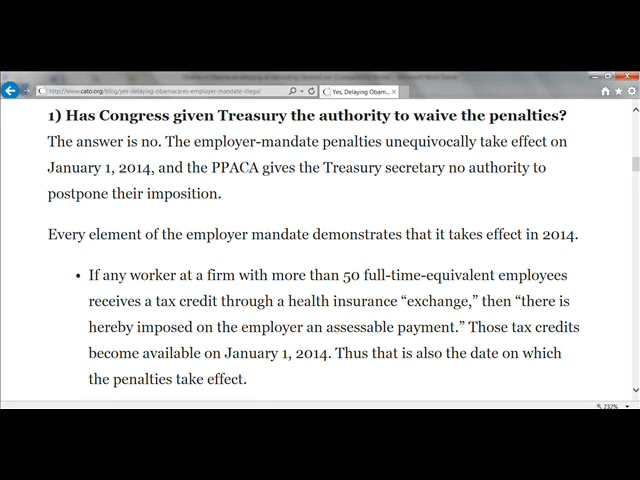 http://www.cato.org/blog/yes-delaying-obamacares-employer-mandate-illegal
Yes, Delaying Obam...
1) Has Congress given Treasury the authority to waive the penalties?
The answer is no. The employer-mandate penalties unequivocally take effect on
January 1, 2014, and the PPACA gives the Treasury secretary no authority to
postpone their imposition.
Every element of the employer mandate demonstrates that it takes effect in 2014.
• If any worker at a firm with more than 50 full-time-equivalent employees
receives a tax credit through a health insurance “exchange,” then “there is
hereby imposed on the employer an assessable payment.” Those tax credits
become available on January 1, 2014. Thus that is also the date on which
the penalties take effect.
232%